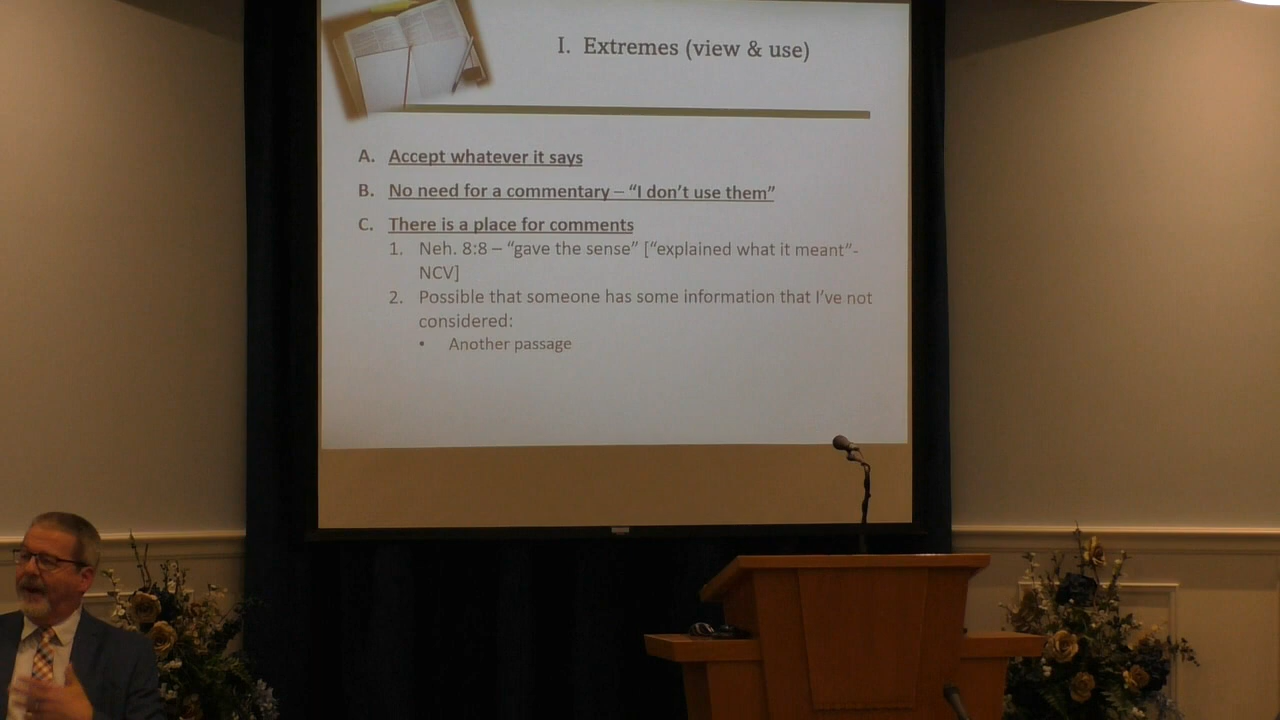 I. Extremes (view & use)
A. Accept whatever it says
B. No need for a commentary – “I don’t use them”
C. There is a place for comments
1. Neh. 8:8 – “gave the sense” [“explained what it meant”-
NCV]
2. Possible that someone has some information that I’ve not
considered:
• Another passage